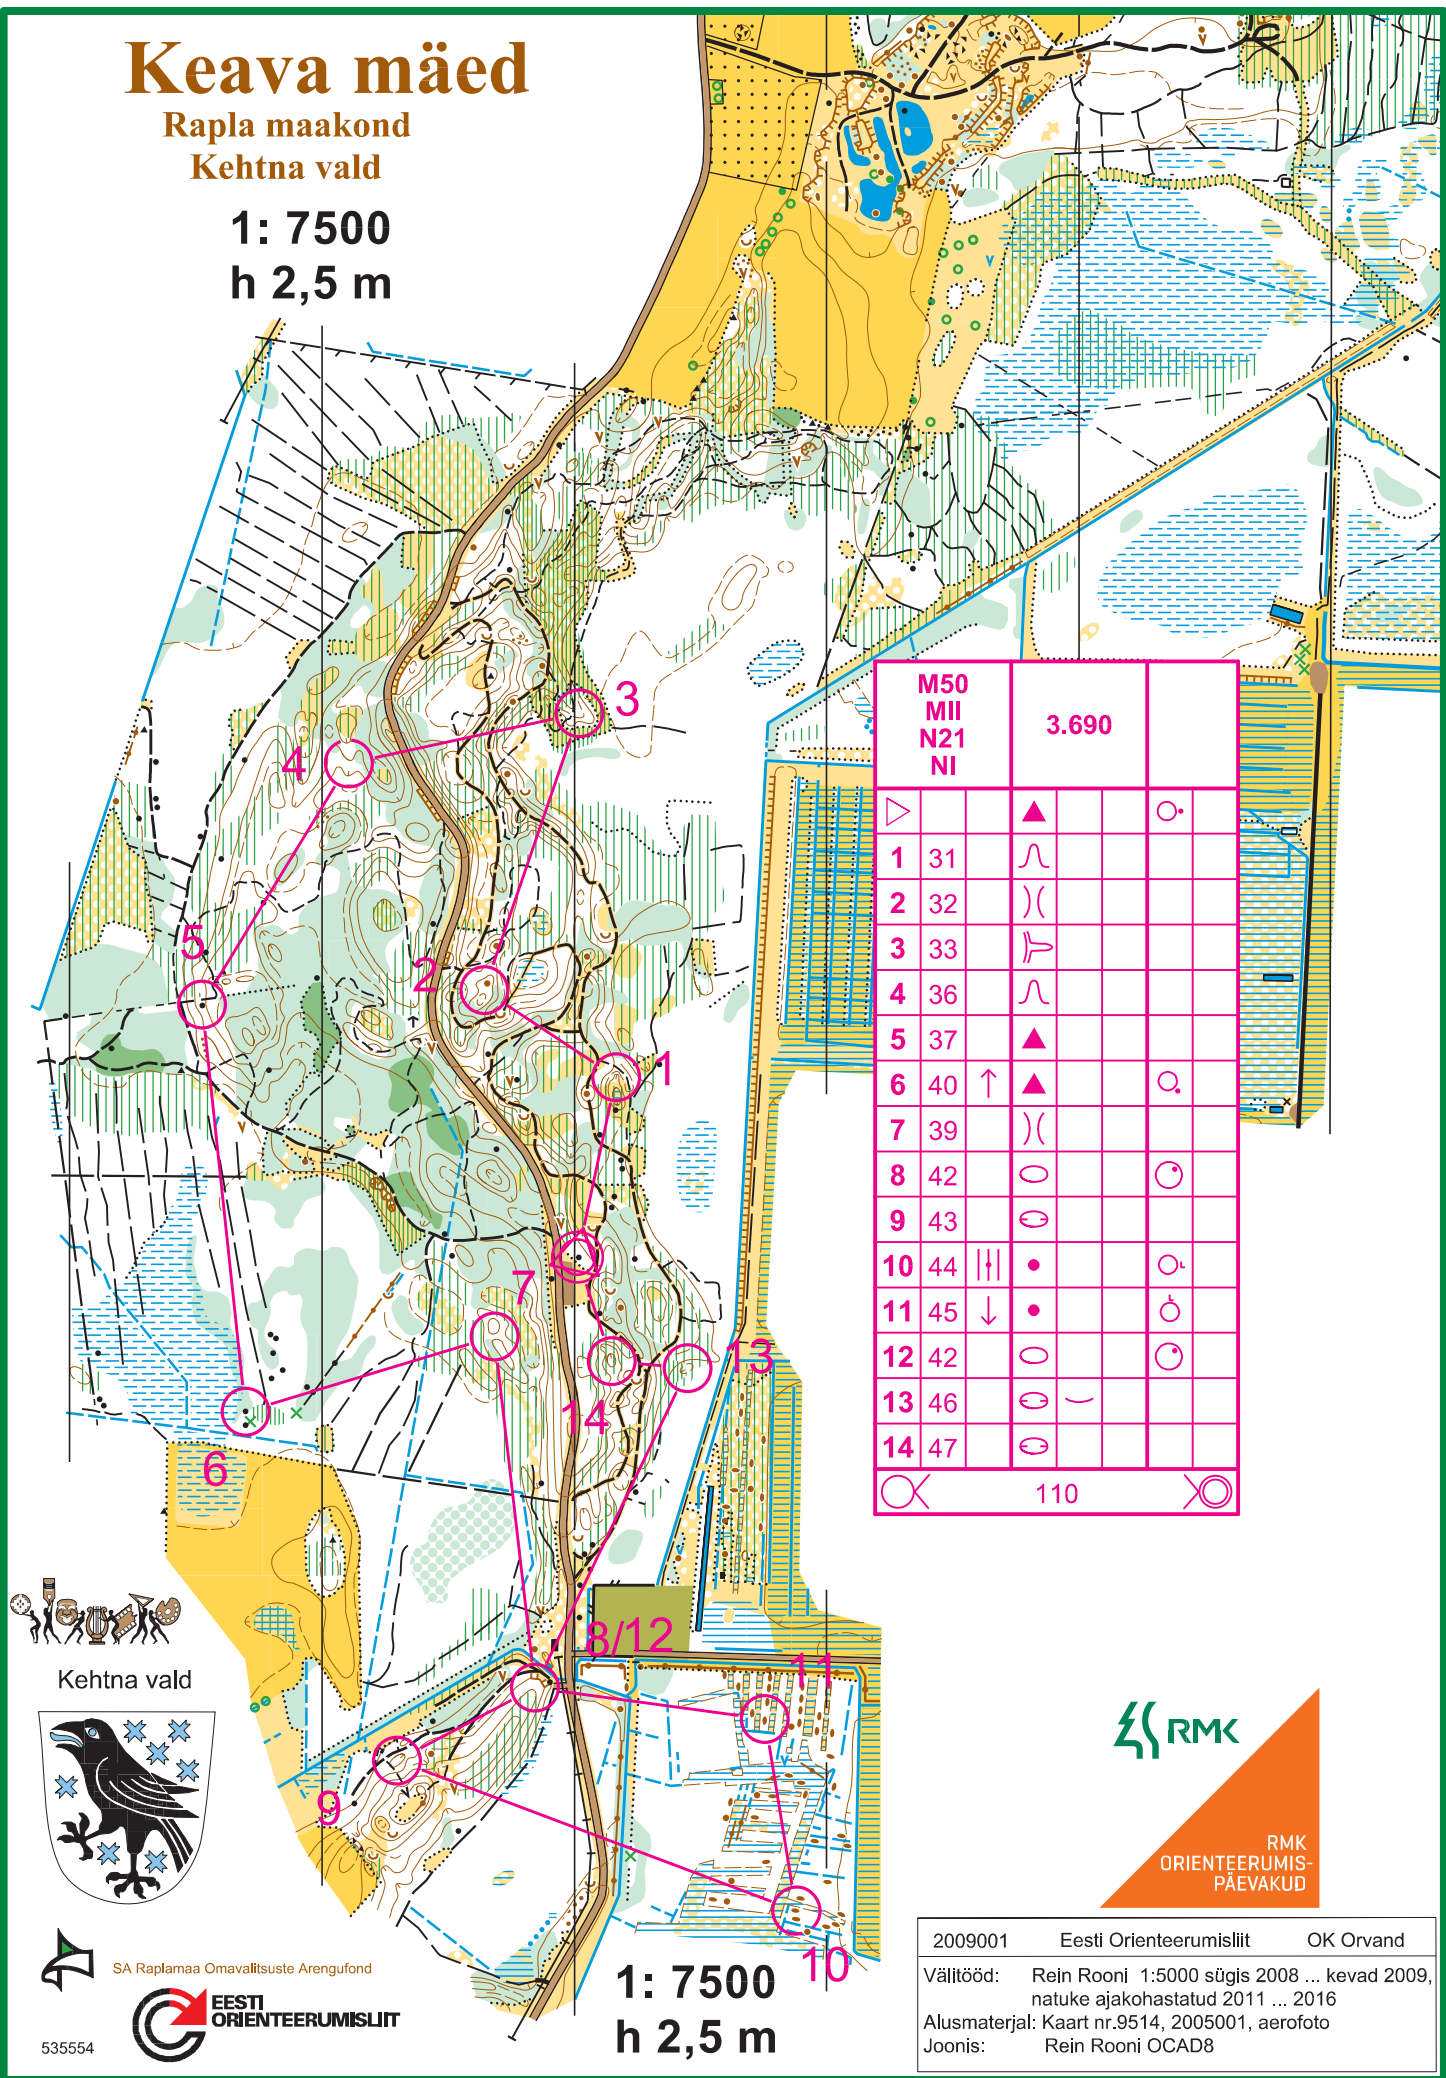 Keava mäed
Rapla maakond
Kehtna vald
1: 7500
h 2,5 m
3
4
5
2
1
7
13
14
6
8/12
11
9
10
M50
MII
N21
NI
3.690
1 31
2 32
3 33
4 36
5 37
6 40
7 39
8 42
9 43
10 44
11 45
12 42
13 46
14 47
110
Kehtna vald
SA Raplamaa Omavalitsuste Arengufond
EESTI
ORIENTEERUMISLIIT
535554
1: 7500
h 2,5 m
RMK
RMK
ORIENTEERUMIS-
PÄEVAKUD
2009001 Eesti Orienteerumisliit OK Orvand
Välitööd: Rein Rooni 1:5000 sügis 2008 ... kevad 2009,
natuke ajakohastatud 2011 ... 2016
Alusmaterjal: Kaart nr.9514, 2005001, aerofoto
Joonis: Rein Rooni OCAD8